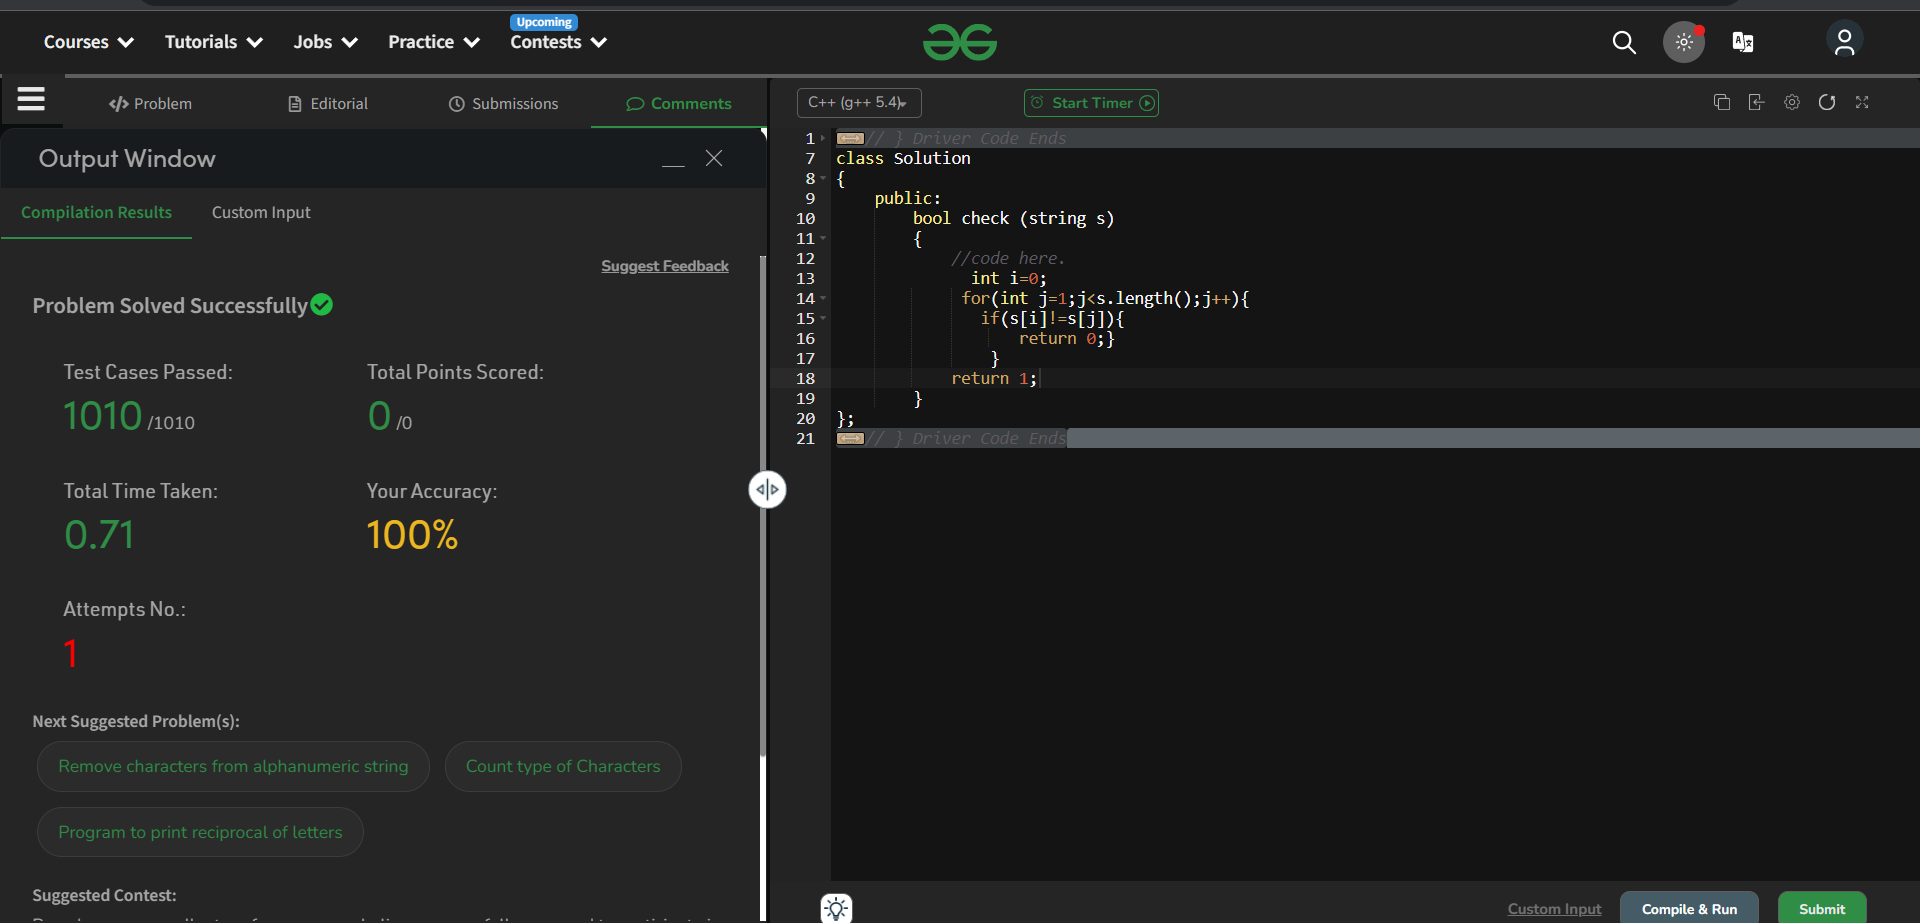 Upcoming
Courses Tutorials Jobs Practice Contests
Problem Editorial Submissions Comments
C++ (g++ 5.4) Start Timer
Output Window
Compilation Results Custom Input
Suggest Feedback
Problem Solved Successfully
Test Cases Passed: Total Points Scored:
1010 /1010 0 /0
Total Time Taken: Your Accuracy:
0.71 100%
Attempts No.:
1
Next Suggested Problem(s):
Remove characters from alphanumeric string Count type of Characters
Program to print reciprocal of letters
Suggested Contest:
1 // } Driver Code Ends
7 class Solution
8 {
9 public:
10 bool check (string s)
11 {
12 //code here.
13 int i=0;
14 for(int j=1;j<s.length();j++){
15 if(s[i]!=s[j]){
16 return 0;}
17 }
18 return 1;
19 }
20 };
21 // } Driver Code Ends
Custom Input Compile & Run Submit